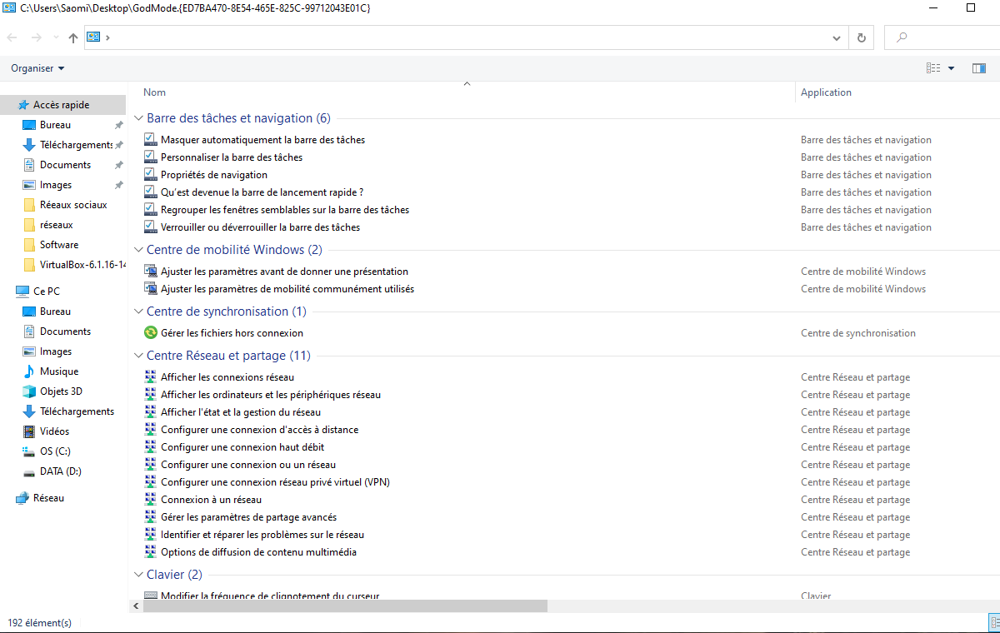 C:\Users\Saomi\Desktop\GodMode.{ED7BA470-8E54-465E-825C-99712043E01C}
Organiser
Nom Application
Accès rapide
Bureau
Téléchargements
Documents
Images
Réeaux sociaux
réseaux
Software
VirtualBox-6.1.16-14
Ce PC
Bureau
Documents
Images
Musique
Objets 3D
Téléchargements
Vidéos
OS (C:)
DATA (D:)
Réseau
Barre des tâches et navigation (6)
Masquer automatiquement la barre des tâches Barre des tâches et navigation
Personnaliser la barre des tâches Barre des tâches et navigation
Propriétés de navigation Barre des tâches et navigation
Qu'est devenue la barre de lancement rapide ? Barre des tâches et navigation
Regrouper les fenêtres semblables sur la barre des tâches Barre des tâches et navigation
Verrouiller ou déverrouiller la barre des tâches Barre des tâches et navigation
Centre de mobilité Windows (2)
Ajuster les paramètres avant de donner une présentation Centre de mobilité Windows
Ajuster les paramètres de mobilité communément utilisés Centre de mobilité Windows
Centre de synchronisation (1)
Gérer les fichiers hors connexion Centre de synchronisation
Centre Réseau et partage (11)
Afficher les connexions réseau Centre Réseau et partage
Afficher les ordinateurs et les périphériques réseau Centre Réseau et partage
Afficher l'état et la gestion du réseau Centre Réseau et partage
Configurer une connexion d'accès à distance Centre Réseau et partage
Configurer une connexion haut débit Centre Réseau et partage
Configurer une connexion ou un réseau Centre Réseau et partage
Configurer une connexion réseau privé virtuel (VPN) Centre Réseau et partage
Connexion à un réseau Centre Réseau et partage
Gérer les paramètres de partage avancés Centre Réseau et partage
Identifier et réparer les problèmes sur le réseau Centre Réseau et partage
Options de diffusion de contenu multimédia Centre Réseau et partage
Clavier (2)
Modifier la fréquence de clignotement du curseur Clavier
192 élément(s)